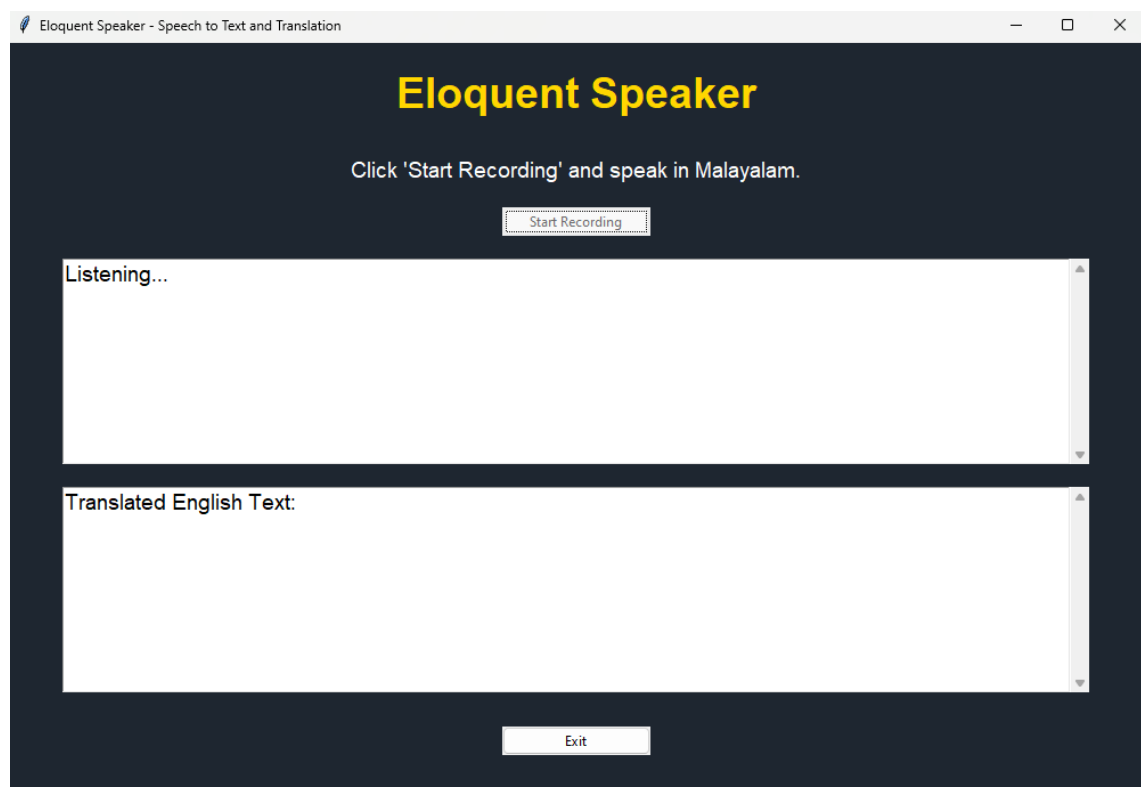 Eloquent Speaker - Speech to Text and Translation
Eloquent Speaker
Click 'Start Recording' and speak in Malayalam.
Start Recording
Listening...
Translated English Text:
Exit